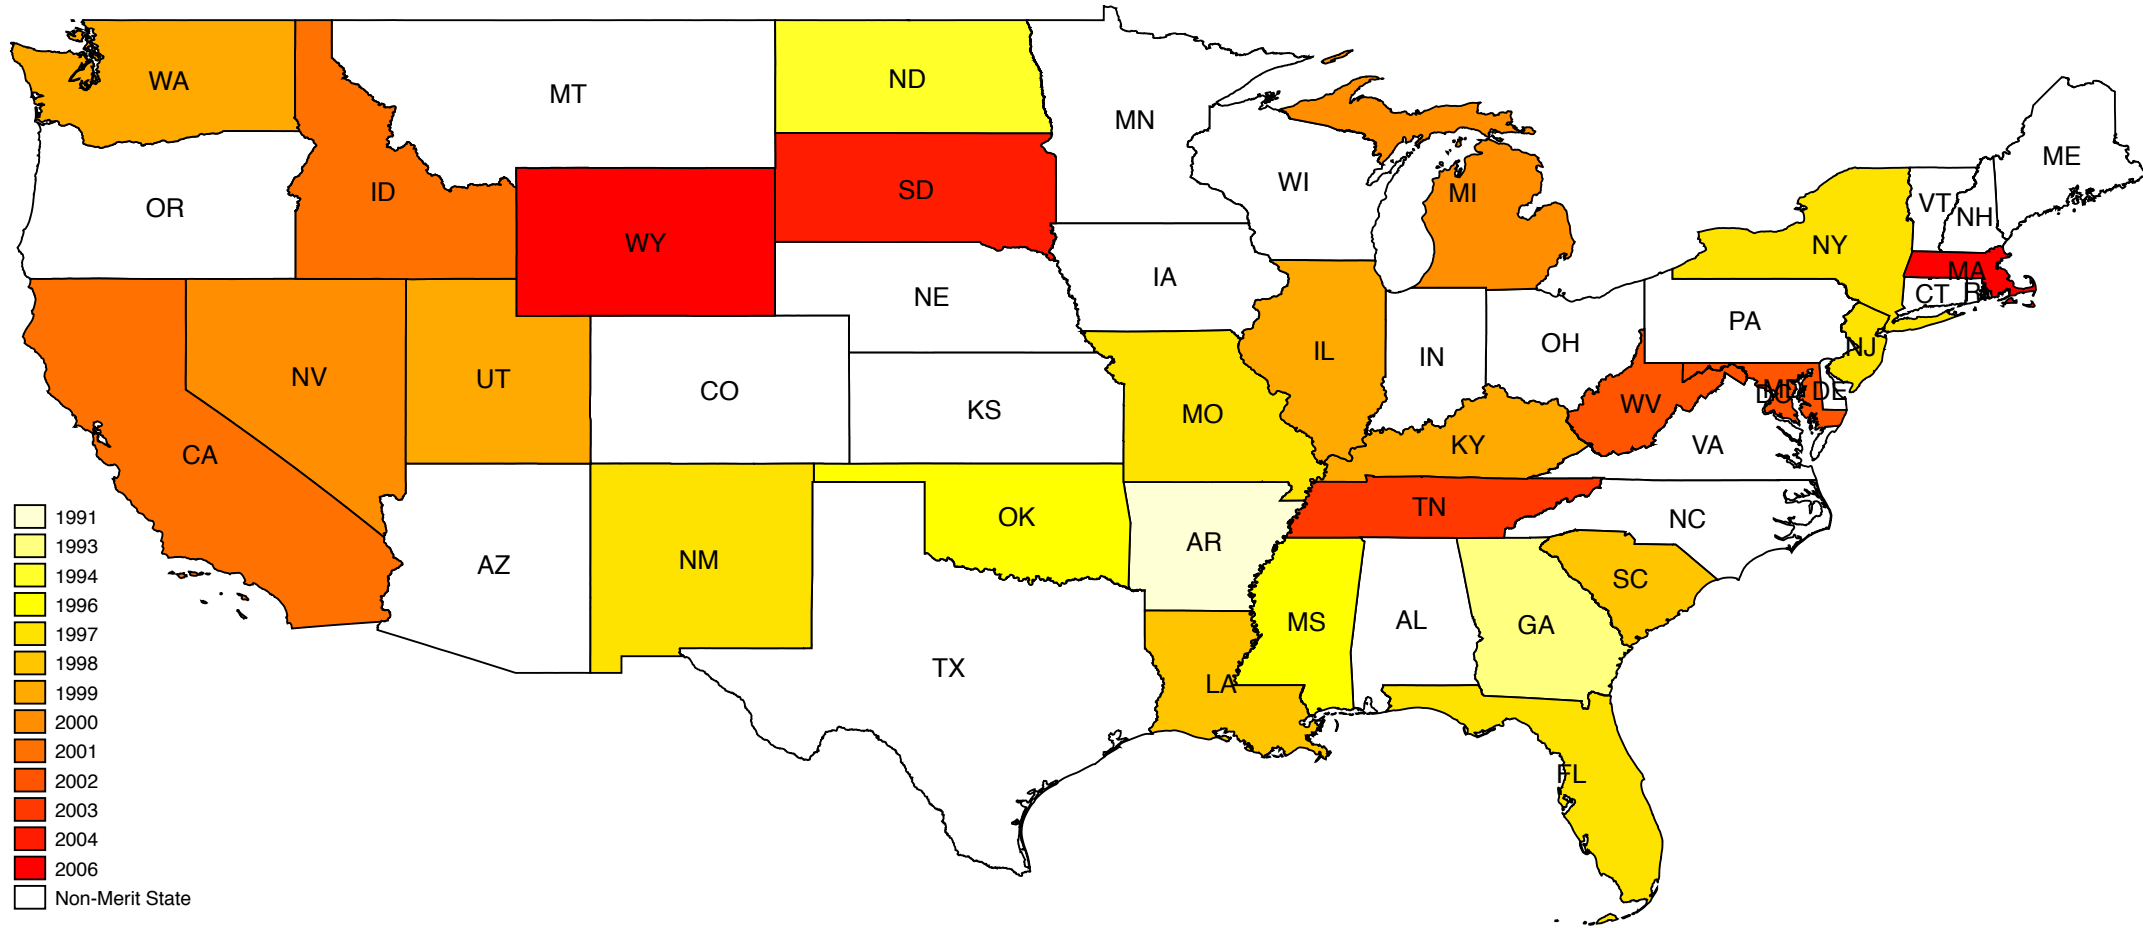 WA
MT
ND
MN
ME
WI
MI
ID
SD
OR
VT
NH
WY
NY
MA
NE
IA
CT
PA
NV
UT
CO
IL
IN
OH
NJ
KS
MO
WV
MD
DC
DE
CA
KY
VA
OK
TN
NC
AZ
NM
AR
SC
MS
AL
GA
TX
LA
FL
1991
1993
1994
1996
1997
1998
1999
2000
2001
2002
2003
2004
2006
Non-Merit State